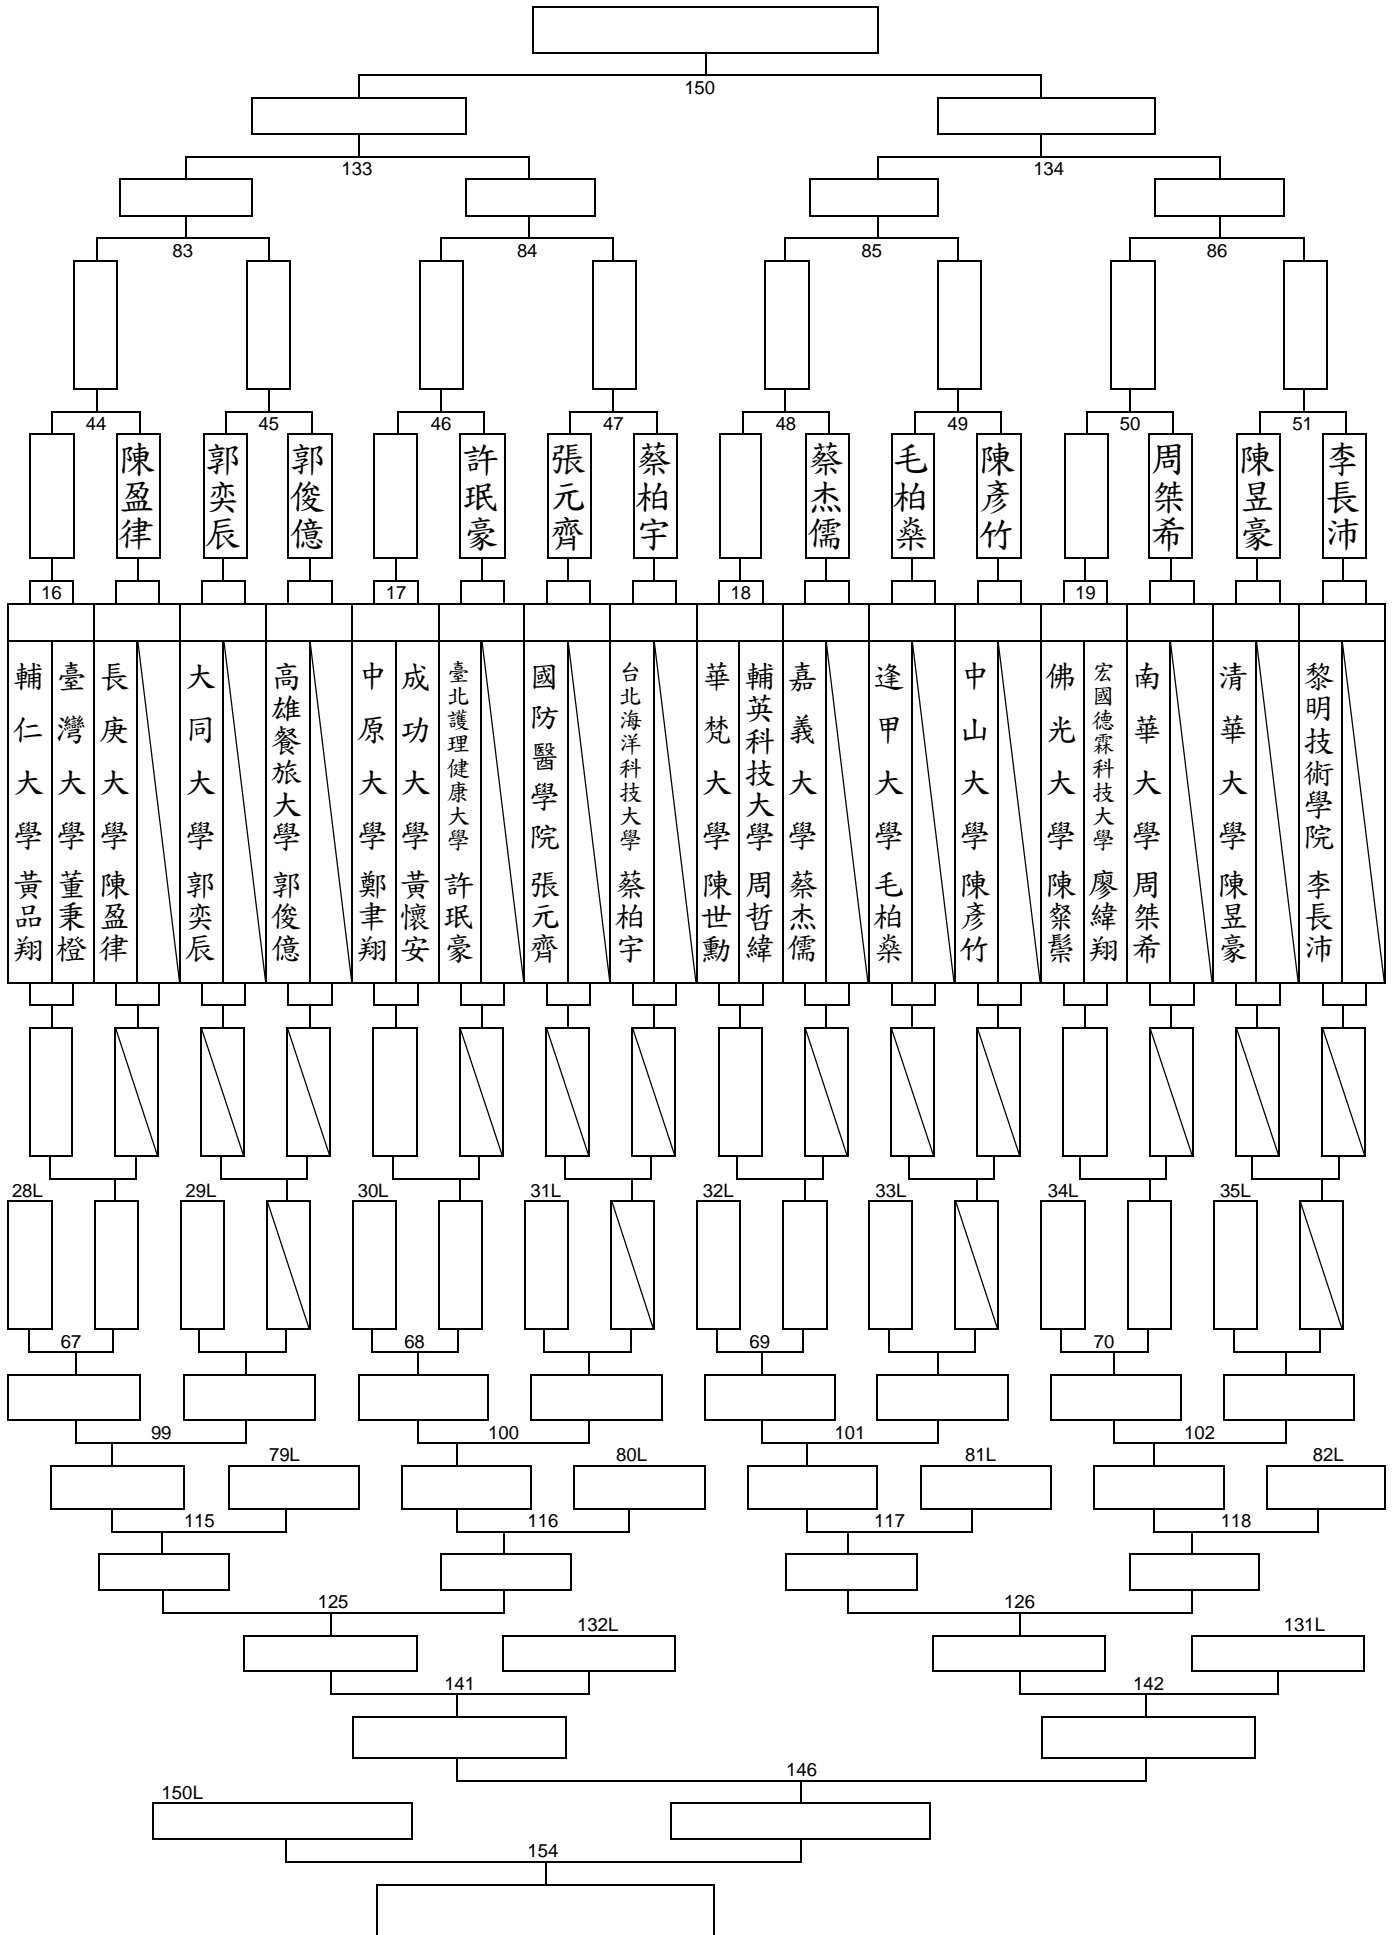 150
133
134
83
84
85
86
44
45
46
47
48
49
50
51
陳盈律
郭奕辰
郭俊億
許珉豪
張元齊
蔡柏宇
蔡杰儒
毛柏燊
陳彥竹
周桀希
陳昱豪
李長沛
16
17
18
19
輔仁大學 黃品翔
臺灣大學 董秉橙
長庚大學 陳盈律
大同大學 郭奕辰
高雄餐旅大學 郭俊億
中原大學 鄭聿翔
成功大學 黃懷安
臺北護理健康大學 許珉豪
國防醫學院 張元齊
台北海洋科技大學 蔡柏宇
華梵大學 陳世勳
輔英科技大學 周哲緯
嘉義大學 蔡杰儒
逢甲大學 毛柏燊
中山大學 陳彥竹
佛光大學 陳粲鬃
宏國德霖科技大學 廖緯翔
南華大學 周桀希
清華大學 陳昱豪
黎明技術學院 李長沛
28L
29L
30L
31L
32L
33L
34L
35L
67
68
69
70
99
100
101
102
79L
80L
81L
82L
115
116
117
118
125
126
132L
131L
141
142
146
150L
154